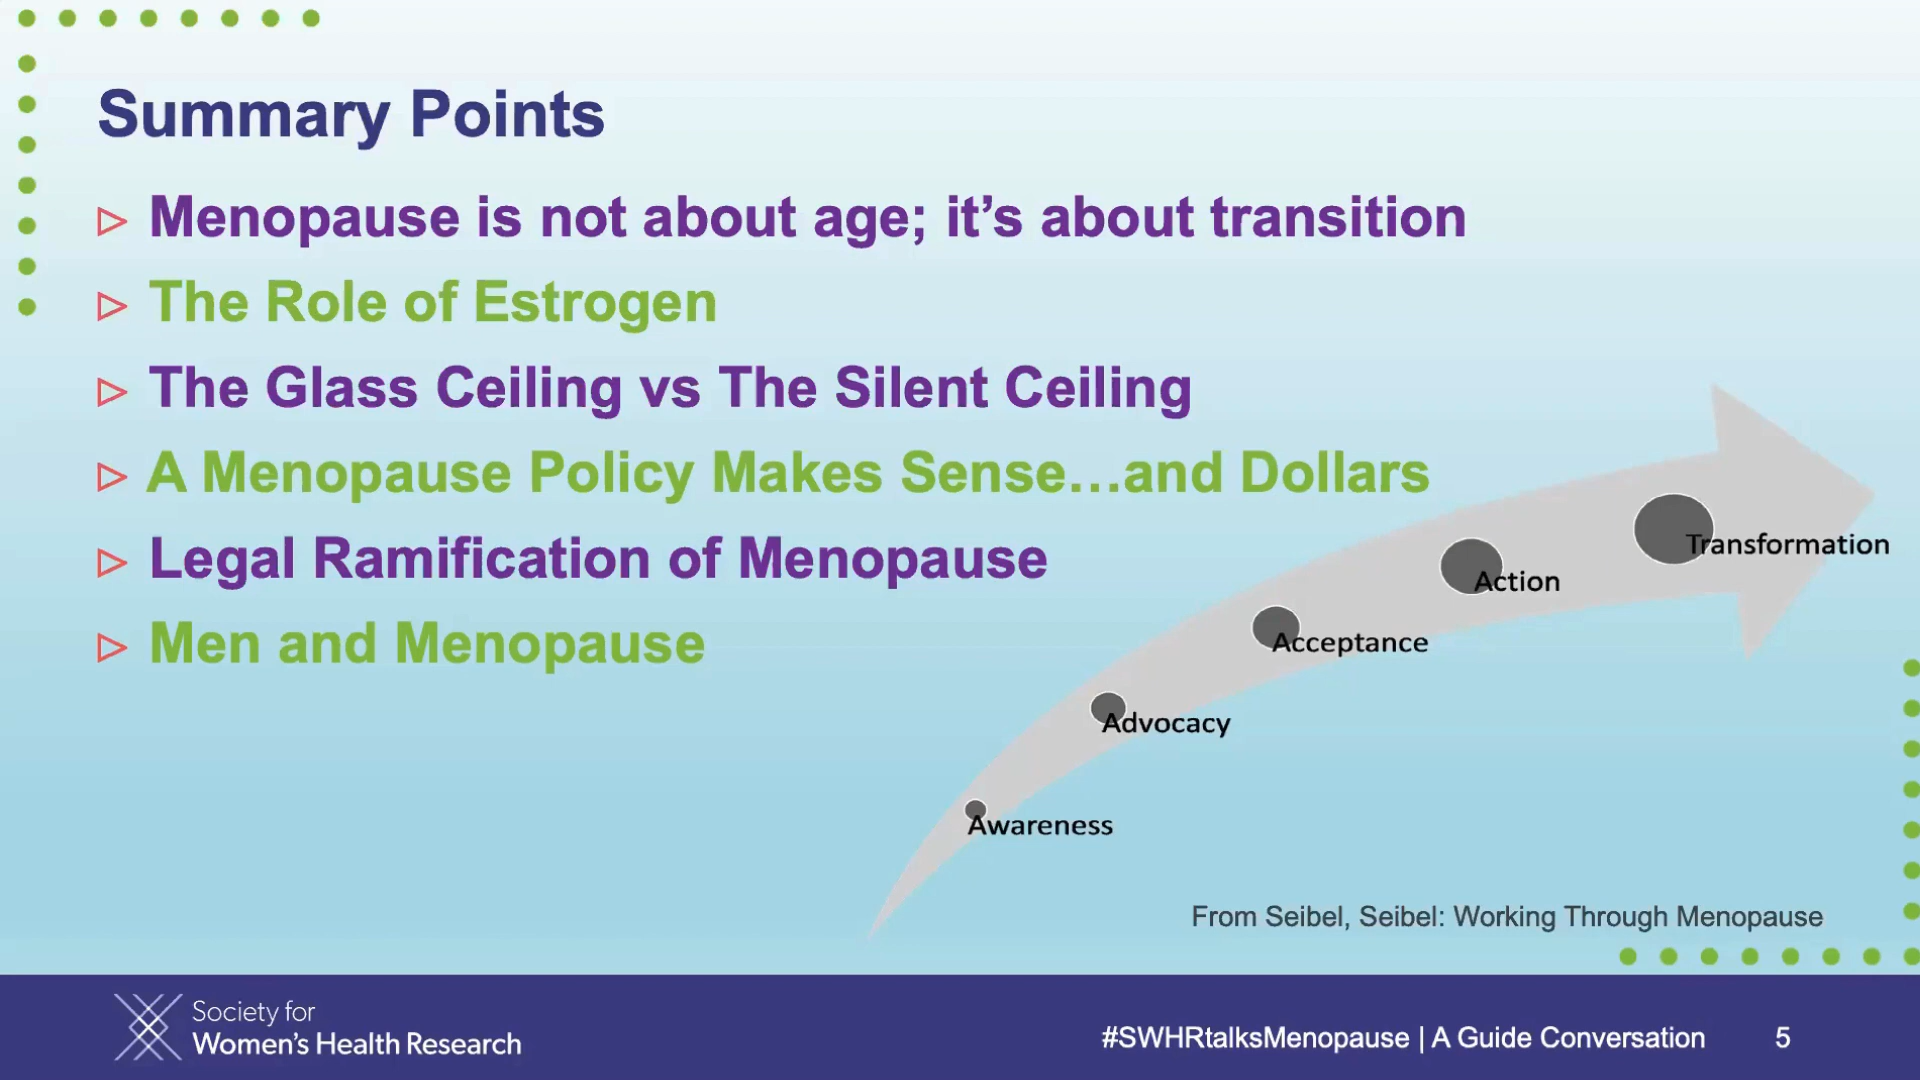 Summary Points
Menopause is not about age; it’s about transition
The Role of Estrogen
The Glass Ceiling vs The Silent Ceiling
A Menopause Policy Makes Sense…and Dollars
Legal Ramification of Menopause
Men and Menopause
Transformation
Action
Acceptance
Advocacy
Awareness
From Seibel, Seibel: Working Through Menopause
Society for
Women’s Health Research
#SWHRtalksMenopause | A Guide Conversation 5